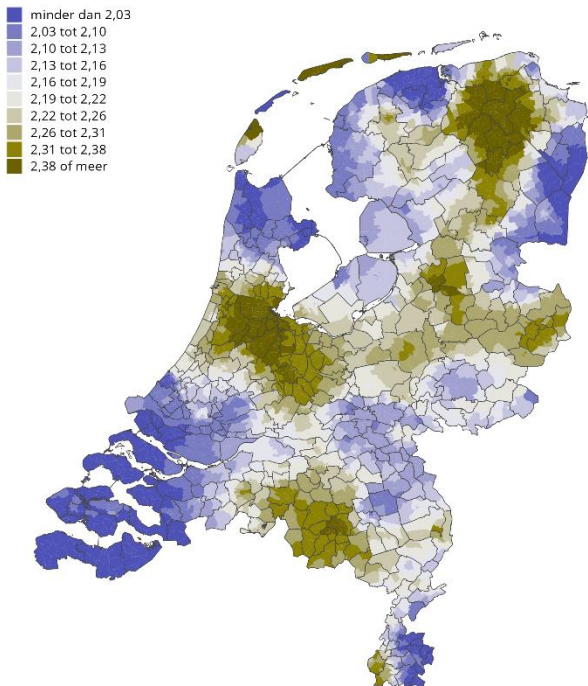 minder dan 2,03
2,03 tot 2,10
2,10 tot 2,13
2,13 tot 2,16
2,16 tot 2,19
2,19 tot 2,22
2,22 tot 2,26
2,26 tot 2,31
2,31 tot 2,38
2,38 of meer